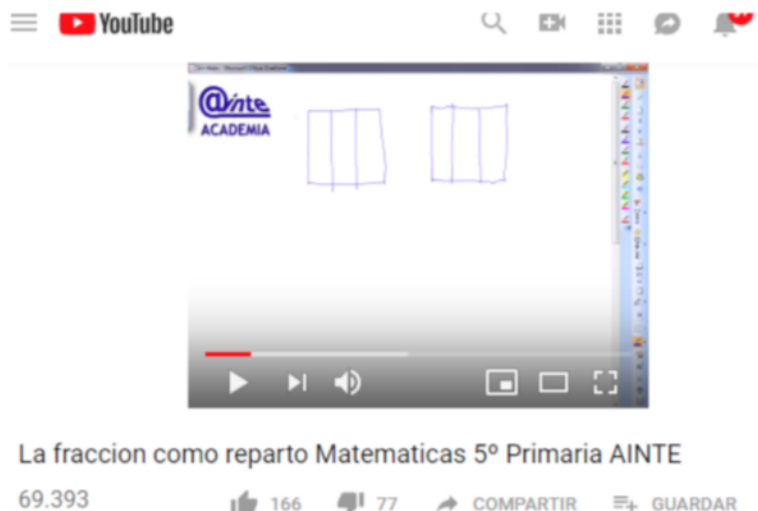 YouTube
@inte
ACADEMIA
La fraccion como reparto Matematicas 5º Primaria AINTE
69.393
166
77
COMPARTIR
GUARDAR